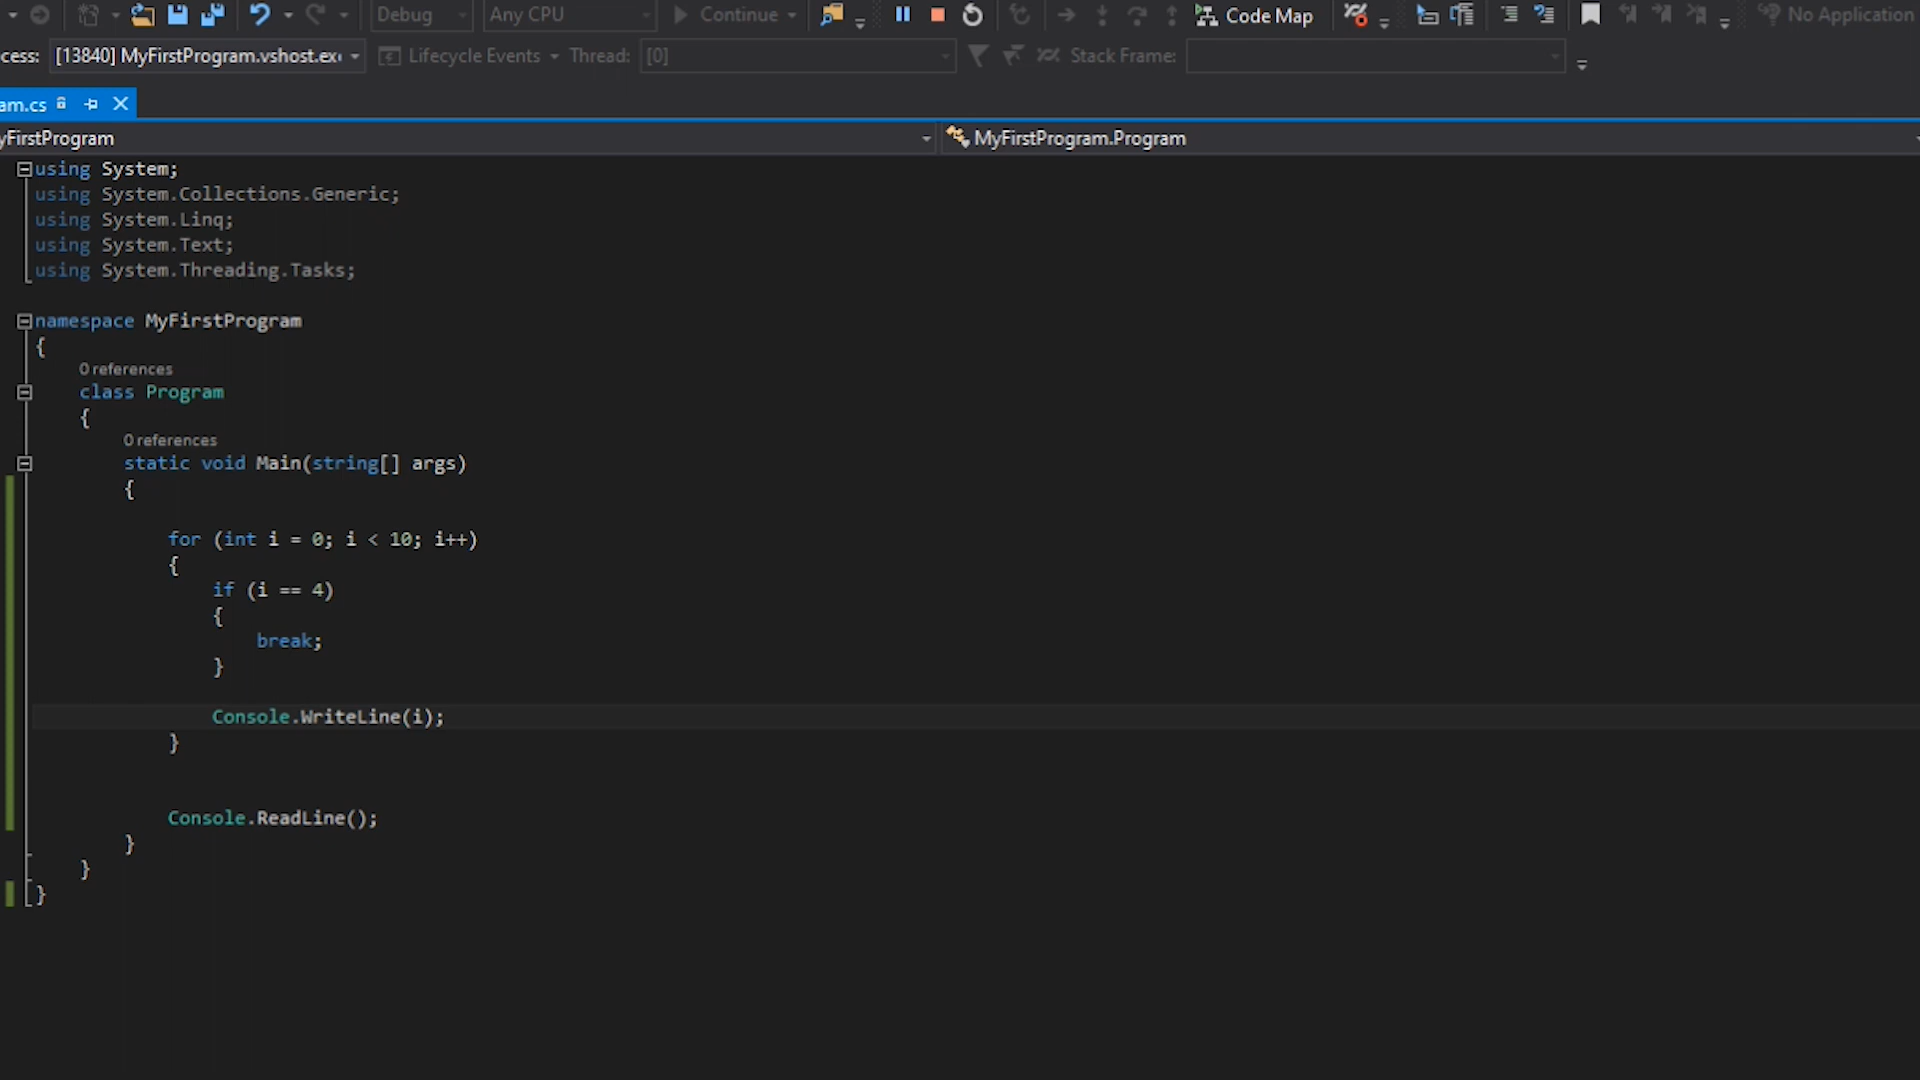 Debug Any CPU Continue Code Map No Application
cess: [13840] MyFirstProgram.vshost.ex Lifecycle Events Thread: [0] Stack Frame:
am.cs
yFirstProgram MyFirstProgram.Program
using System;
using System.Collections.Generic;
using System.Linq;
using System.Text;
using System.Threading.Tasks;
namespace MyFirstProgram
{
0 references
class Program
{
0 references
static void Main(string[] args)
{
for (int i = 0; i < 10; i++)
{
if (i == 4)
{
break;
}
Console.WriteLine(i);
}
Console.ReadLine();
}
}
}